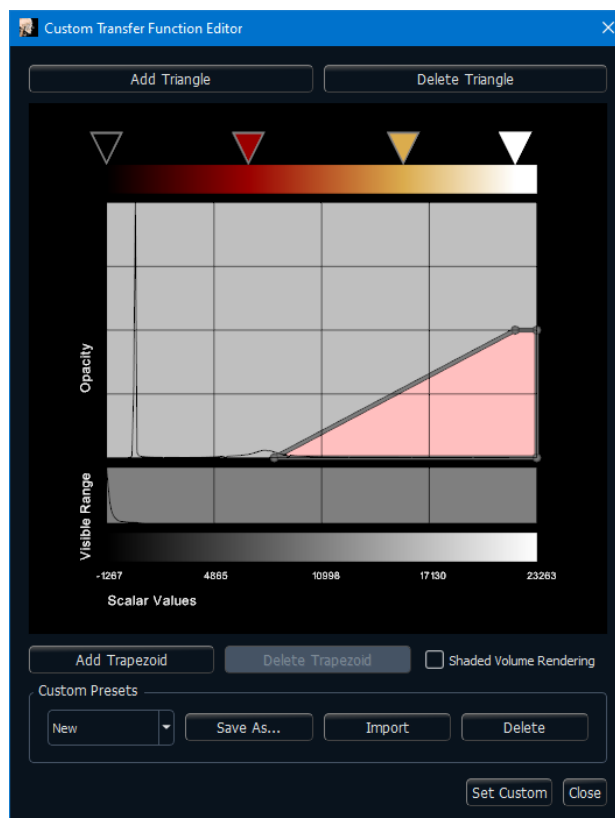 Custom Transfer Function Editor
Add Triangle
Delete Triangle
Opacity
Visible Range
-1267 4865 10998 17130 23263
Scalar Values
Add Trapezoid
Delete Trapezoid
Shaded Volume Rendering
Custom Presets
New
Save As...
Import
Delete
Set Custom
Close